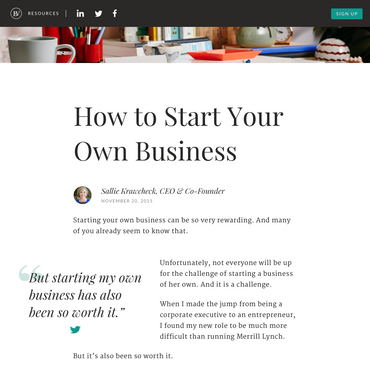 RESOURCES
SIGN UP
How to Start Your
Own Business
Sallie Krawcheck, CEO & Co-Founder
NOVEMBER 20, 2015
Starting your own business can be so very rewarding. And many
of you already seem to know that.
“
But starting my own
business has also
been so worth it.”
Unfortunately, not everyone will be up
for the challenge of starting a business
of her own. And it is a challenge.
When I made the jump from being a
corporate executive to an entrepreneur,
I found my new role to be much more
difficult than running Merrill Lynch.
But it's also been so worth it.